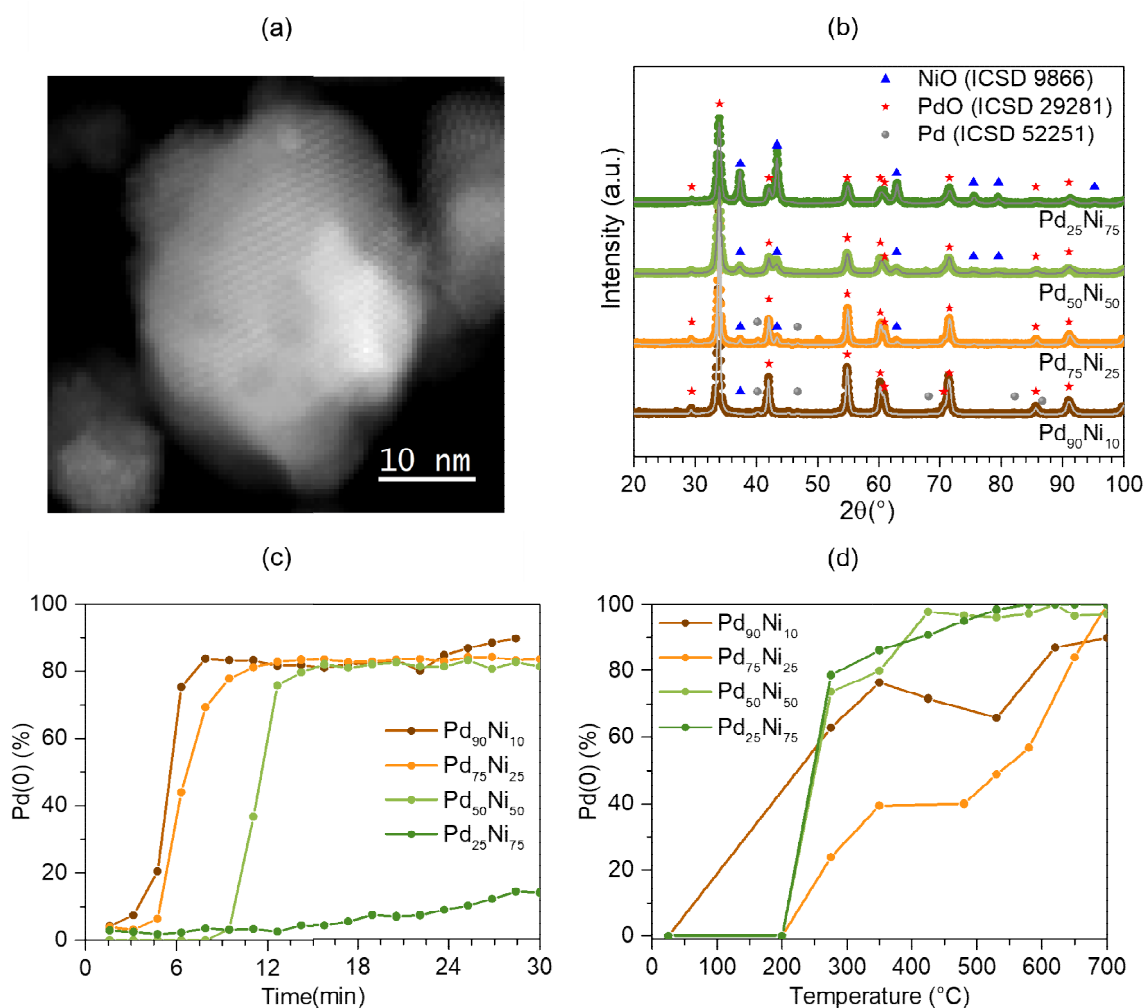 (a)
10 nm
(b)
NiO (ICSD 9866)
PdO (ICSD 29281)
Pd (ICSD 52251)
Intensity (a.u.)
Pd₂₅Ni₇₅
Pd₅₀Ni₅₀
Pd₇₅Ni₂₅
Pd₉₀Ni₁₀
20 30 40 50 60 70 80 90 100
2θ(°)
(c)
100
80
60
40
20
0
Pd(0) (%)
Pd₉₀Ni₁₀
Pd₇₅Ni₂₅
Pd₅₀Ni₅₀
Pd₂₅Ni₇₅
0 6 12 18 24 30
Time(min)
(d)
100
80
60
40
20
0
Pd(0) (%)
Pd₉₀Ni₁₀
Pd₇₅Ni₂₅
Pd₅₀Ni₅₀
Pd₂₅Ni₇₅
0 100 200 300 400 500 600 700
Temperature (°C)